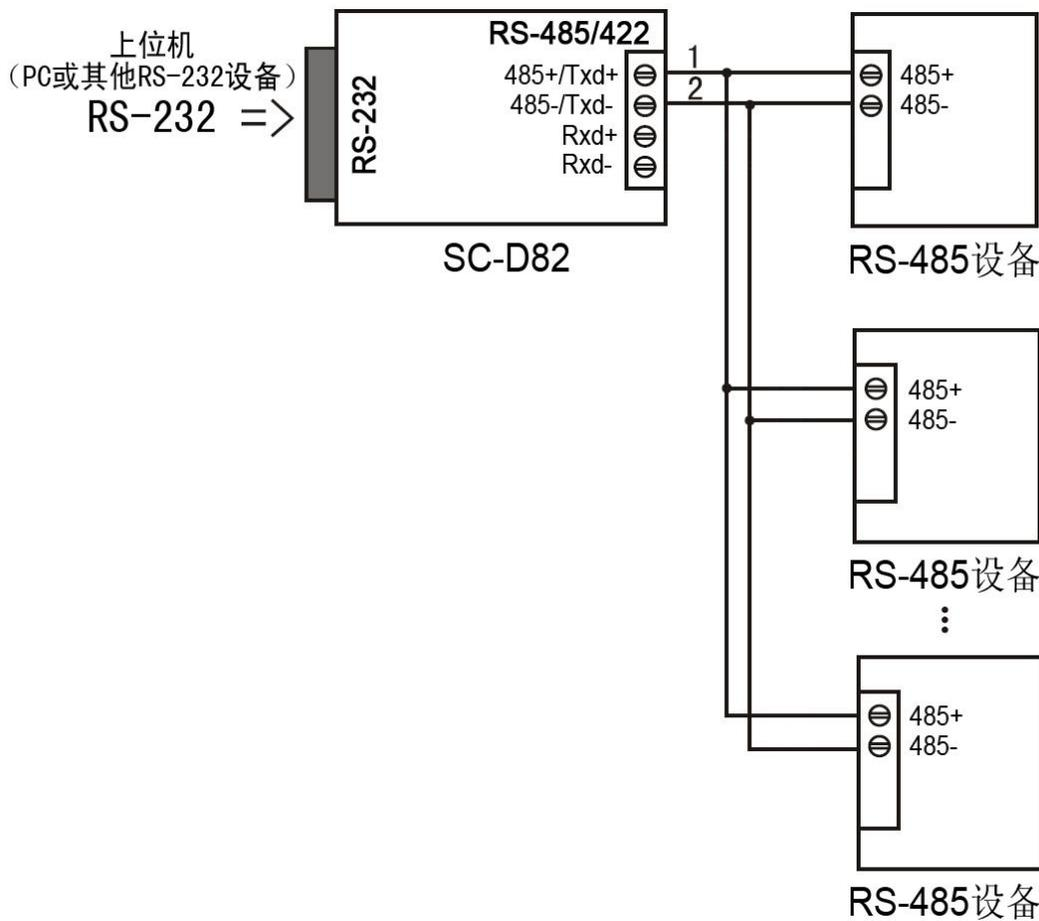 上位机
（PC或其他RS-232设备）
RS-232 =>
RS-232
RS-485/422
485+/Txd+
485-/Txd-
Rxd+
Rxd-
SC-D82
1
2
485+
485-
RS-485设备
485+
485-
RS-485设备
⋮
485+
485-
RS-485设备